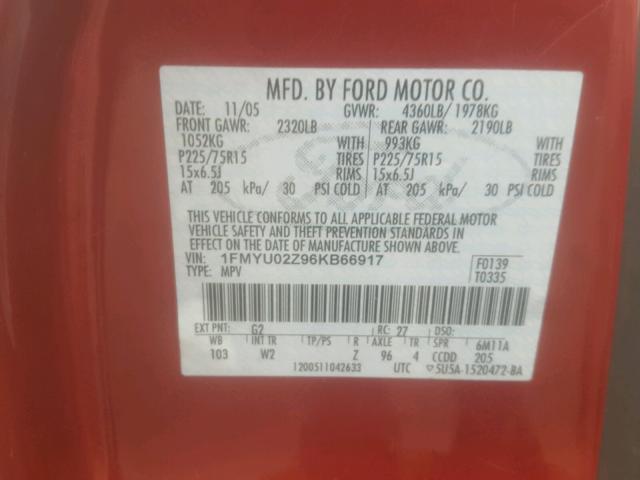 MFD. BY FORD MOTOR CO.
DATE: 11/05 GVWR: 4360LB/ 1978KG
FRONT GAWR: 2320LB REAR GAWR: 2190LB
1052KG WITH 993KG WITH
P225/75R15 TIRES P225/75R15 TIRES
15x6.5J RIMS 15x6.5J RIMS
AT 205 kPa/ 30 PSI COLD AT 205 kPa/ 30 PSI COLD
THIS VEHICLE CONFORMS TO ALL APPLICABLE FEDERAL MOTOR
VEHICLE SAFETY AND THEFT PREVENTION STANDARDS IN
EFFECT ON THE DATE OF MANUFACTURE SHOWN ABOVE.
VIN: 1FMYU02Z96KB66917 F0139
TYPE: MPV T0335
EXT PNT: G2 RC: 27 DSO:
WB INT TR TP/PS R AXLE TR SPR 6M11A
103 W2 Z 96 4 CCDD 205
1200511042633 UTC ▽5U5A-1520472-BA
Ford